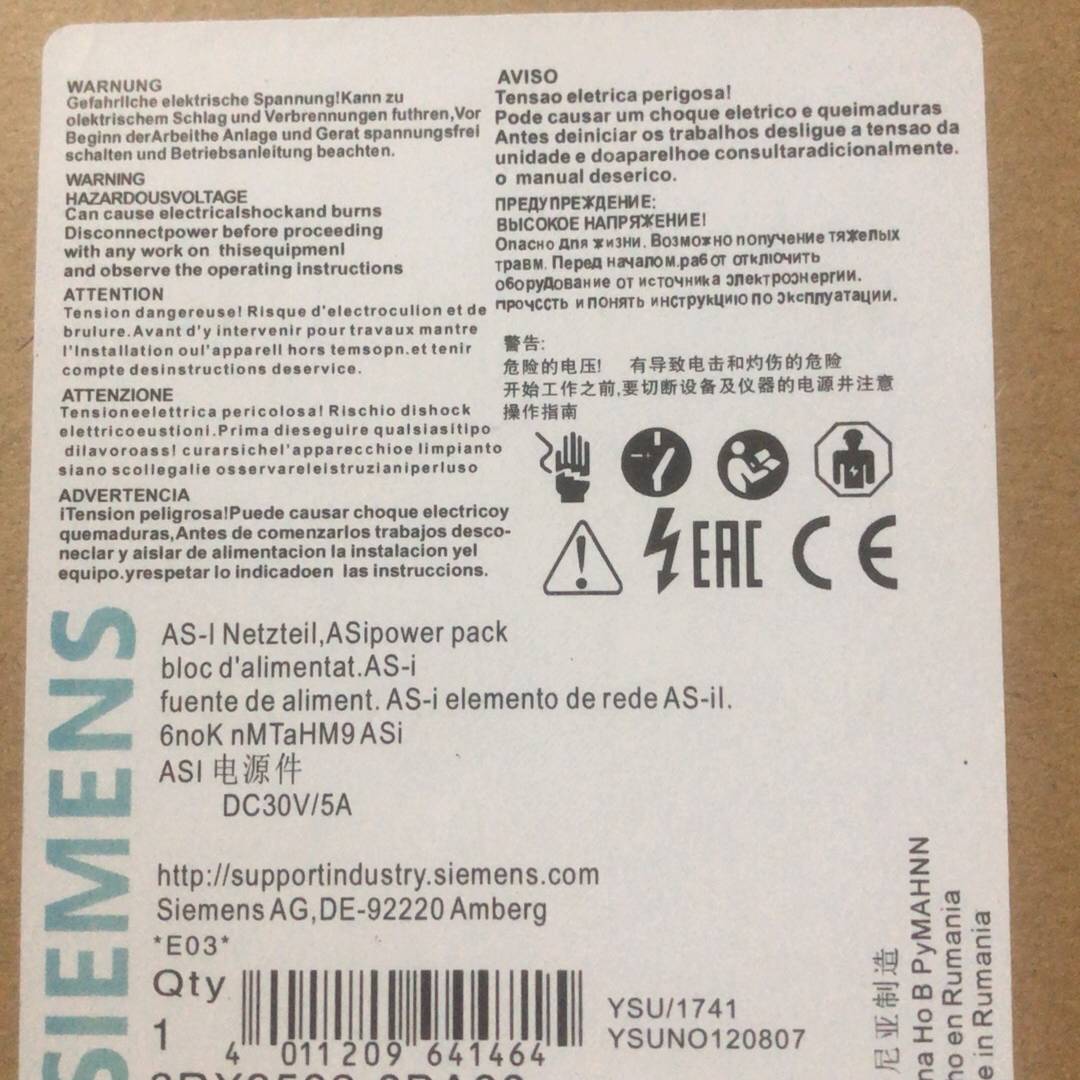 WARNUNG
Gefahrliche elektrische Spannung!Kann zu
olektrischem Schlag und Verbrennungen futhren,Vor
Beginn derArbeithe Anlage und Gerat spannungsfrei
schalten und Betriebsanleitung beachten.
WARNING
HAZARDOUSVOLTAGE
Can cause electricalshockand burns
Disconnectpower before proceeding
with any work on thisequipmenl
and observe the operating instructions
ATTENTION
Tension dangereuse! Risque d'electrocullon et de
brulure.Avant d'y intervenir pour travaux mantre
l'Installation oul'apparell hors temsopn.et tenir
compte desinstructions deservice.
ATTENZIONE
Tensioneelettrica pericolosa! Rischio dishock
elettricoeustioni.Prima dieseguire qualsiasitipo
dilavoroass! curarsichel'apparecchioe limpianto
siano scollegalie osservareleistruzianiperluso
ADVERTENCIA
iTension peligrosa!Puede causar choque electricoy
quemaduras,Antes de comenzarlos trabajos desco-
neclar y aislar de alimentacion la instalacion yel
equipo.yrespetar lo indicadoen las instruccions.
AVISO
Tensao eletrica perigosa!
Pode causar um choque eletrico e queimaduras
Antes deiniciar os trabalhos desligue a tensao da
unidade e doaparelhoe consultaradicionalmente.
o manual deserico.
ПРЕДУПРЕЖДЕНИЕ:
ВЫСОКОЕ НАПРЯЖЕНИЕ!
Опасно для жизни. Возможно получение тяжелых
травм. Перед началом.работ отключить
оборудование от источника электроэнергии.
прочссть и понять инструкцию по эксплуатации.
警告:
危险的电压! 有导致电击和灼伤的危险
开始工作之前,要切断设备及仪器的电源并注意
操作指南
EAC CE
SIEMENS
AS-I Netzteil,ASipower pack
bloc d'alimentat.AS-i
fuente de aliment. AS-i elemento de rede AS-il.
6noK nMTaHM9 ASi
ASI 电源件
DC30V/5A
http://supportindustry.siemens.com
Siemens AG,DE-92220 Amberg
*E03*
Qty
1
4 011209 641464
YSU/1741
YSUNO120807
尼亚制造
na Ho B PyMAHNN
no en Rumania
e in Rumania